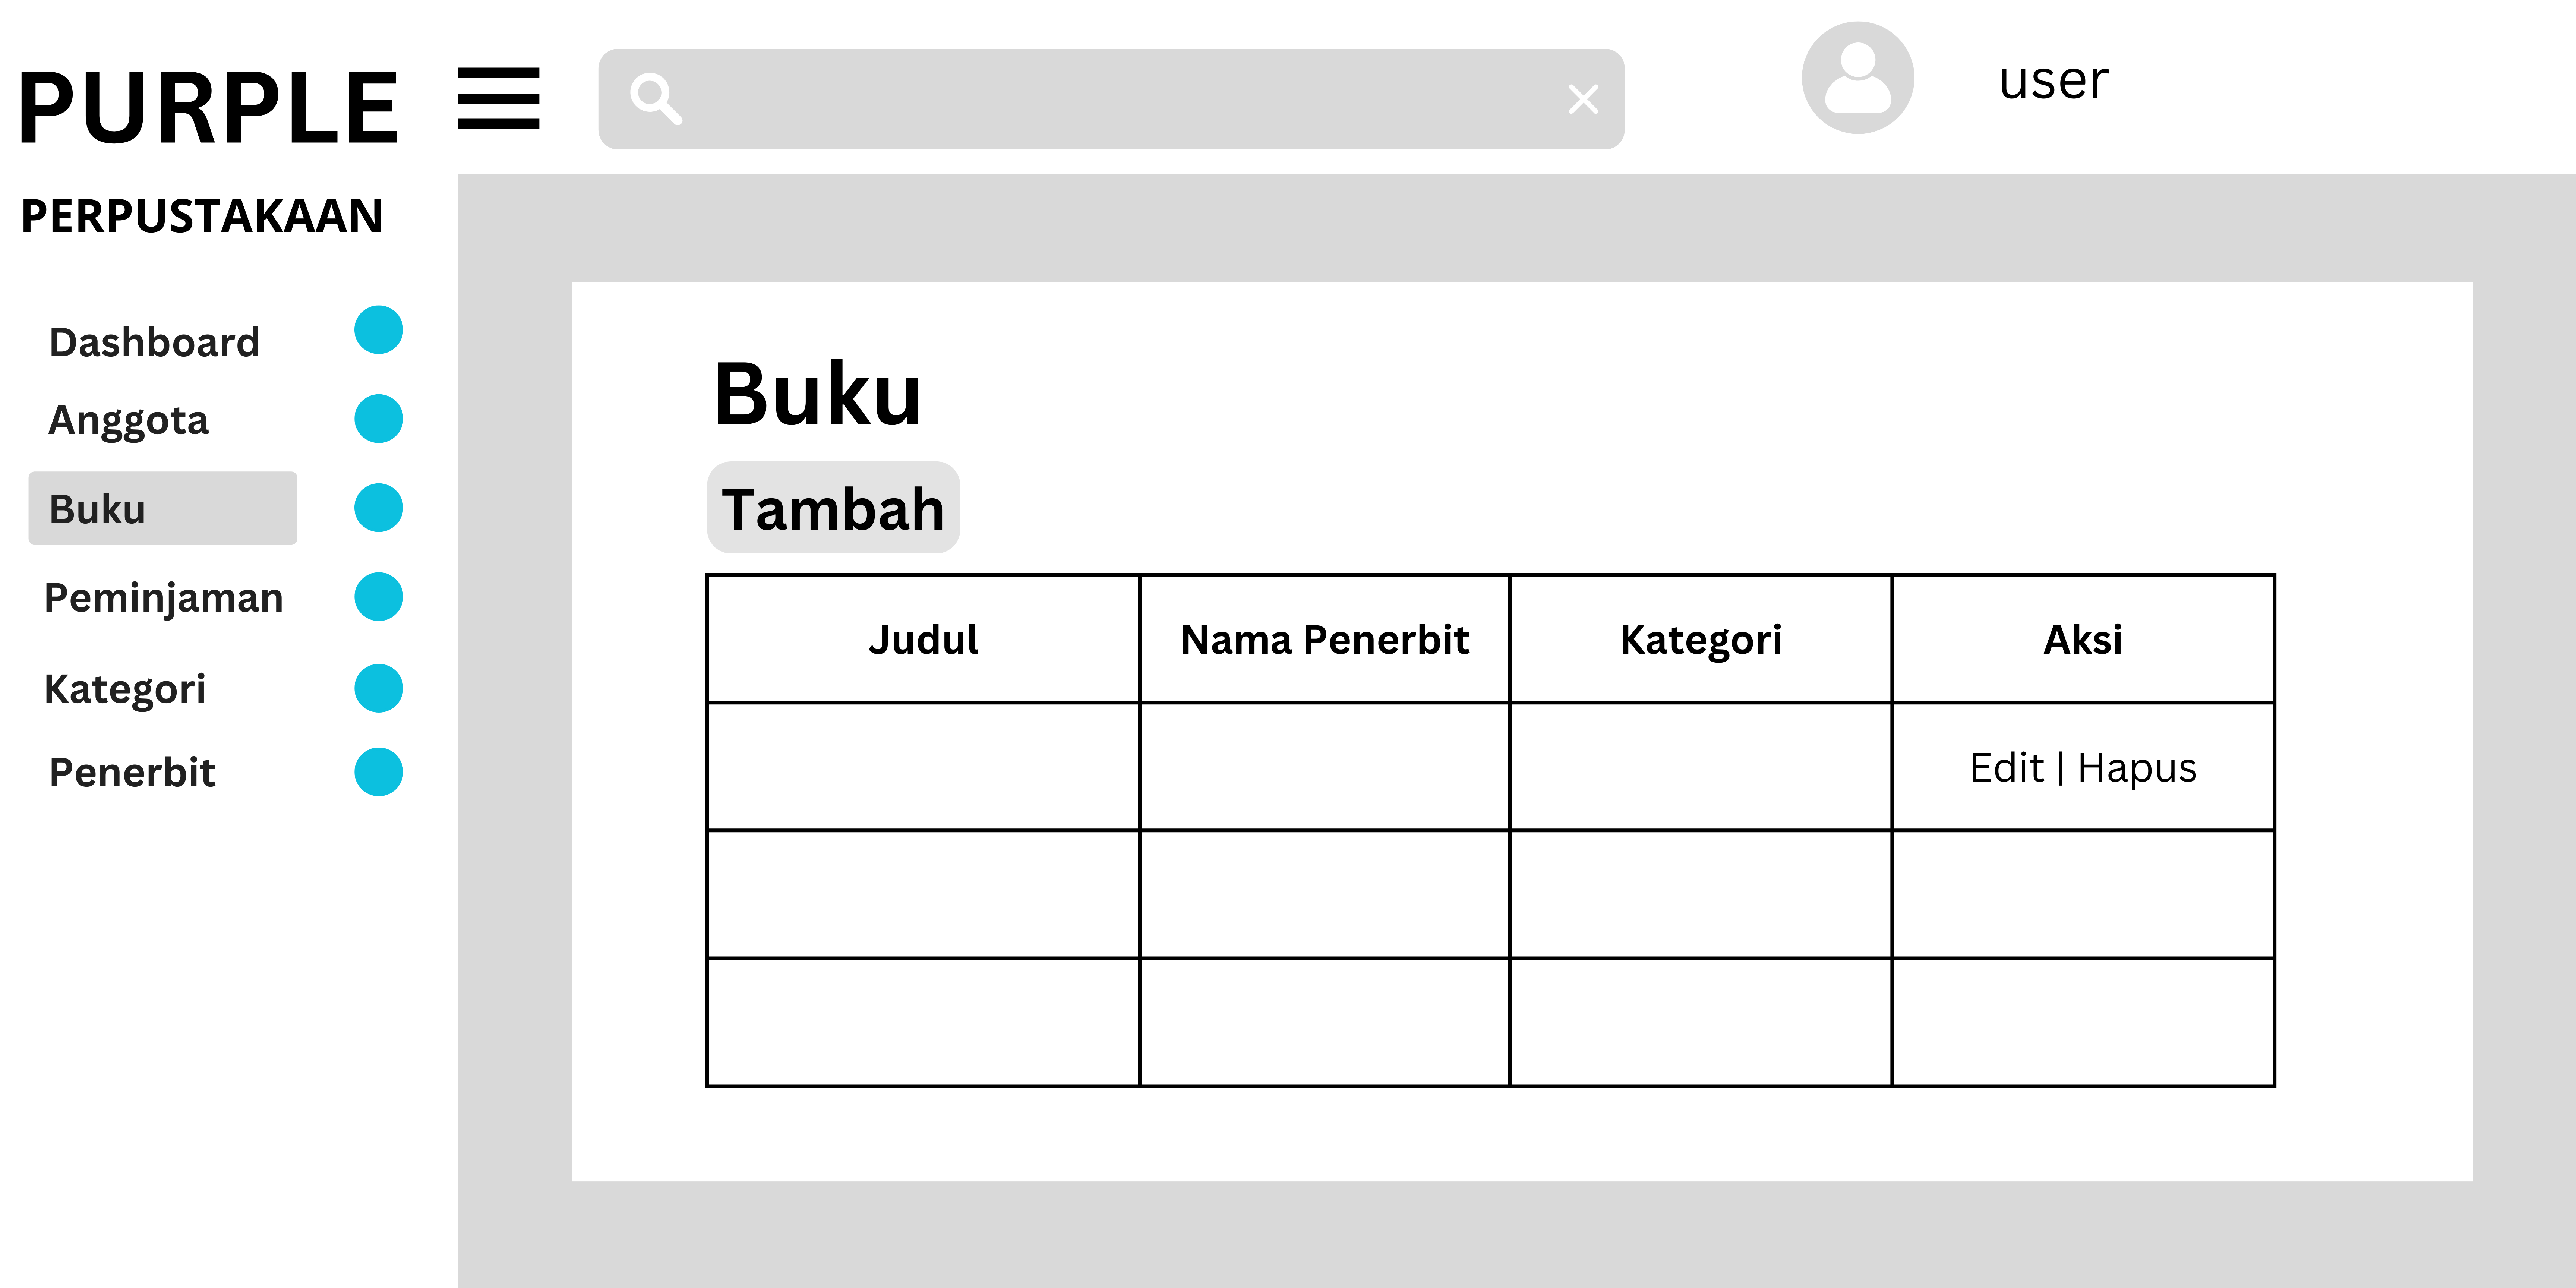 PURPLE
user
PERPUSTAKAAN
Dashboard
Anggota
Buku
Peminjaman
Kategori
Penerbit
Buku
Tambah
Judul
Nama Penerbit
Kategori
Aksi
Edit | Hapus